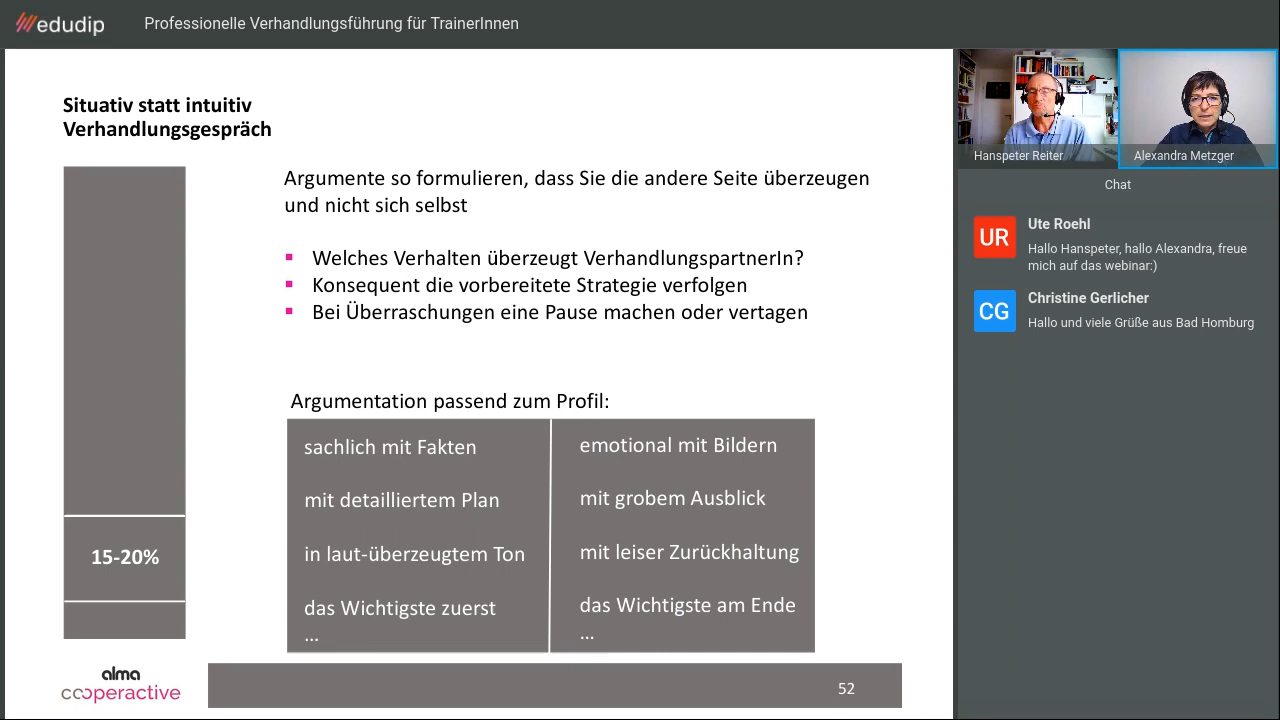 edudip
Professionelle Verhandlungsführung für TrainerInnen
Situativ statt intuitiv
Verhandlungsgespräch
Argumente so formulieren, dass Sie die andere Seite überzeugen
und nicht sich selbst
Welches Verhalten überzeugt VerhandlungspartnerIn?
Konsequent die vorbereitete Strategie verfolgen
Bei Überraschungen eine Pause machen oder vertagen
15-20%
Argumentation passend zum Profil:
sachlich mit Fakten
mit detailliertem Plan
in laut-überzeugtem Ton
das Wichtigste zuerst
...
emotional mit Bildern
mit grobem Ausblick
mit leiser Zurückhaltung
das Wichtigste am Ende
...
alma
cooperactive
52
Hanspeter Reiter
Alexandra Metzger
Chat
UR
Ute Roehl
Hallo Hanspeter, hallo Alexandra, freue
mich auf das webinar:)
CG
Christine Gerlicher
Hallo und viele Grüße aus Bad Homburg